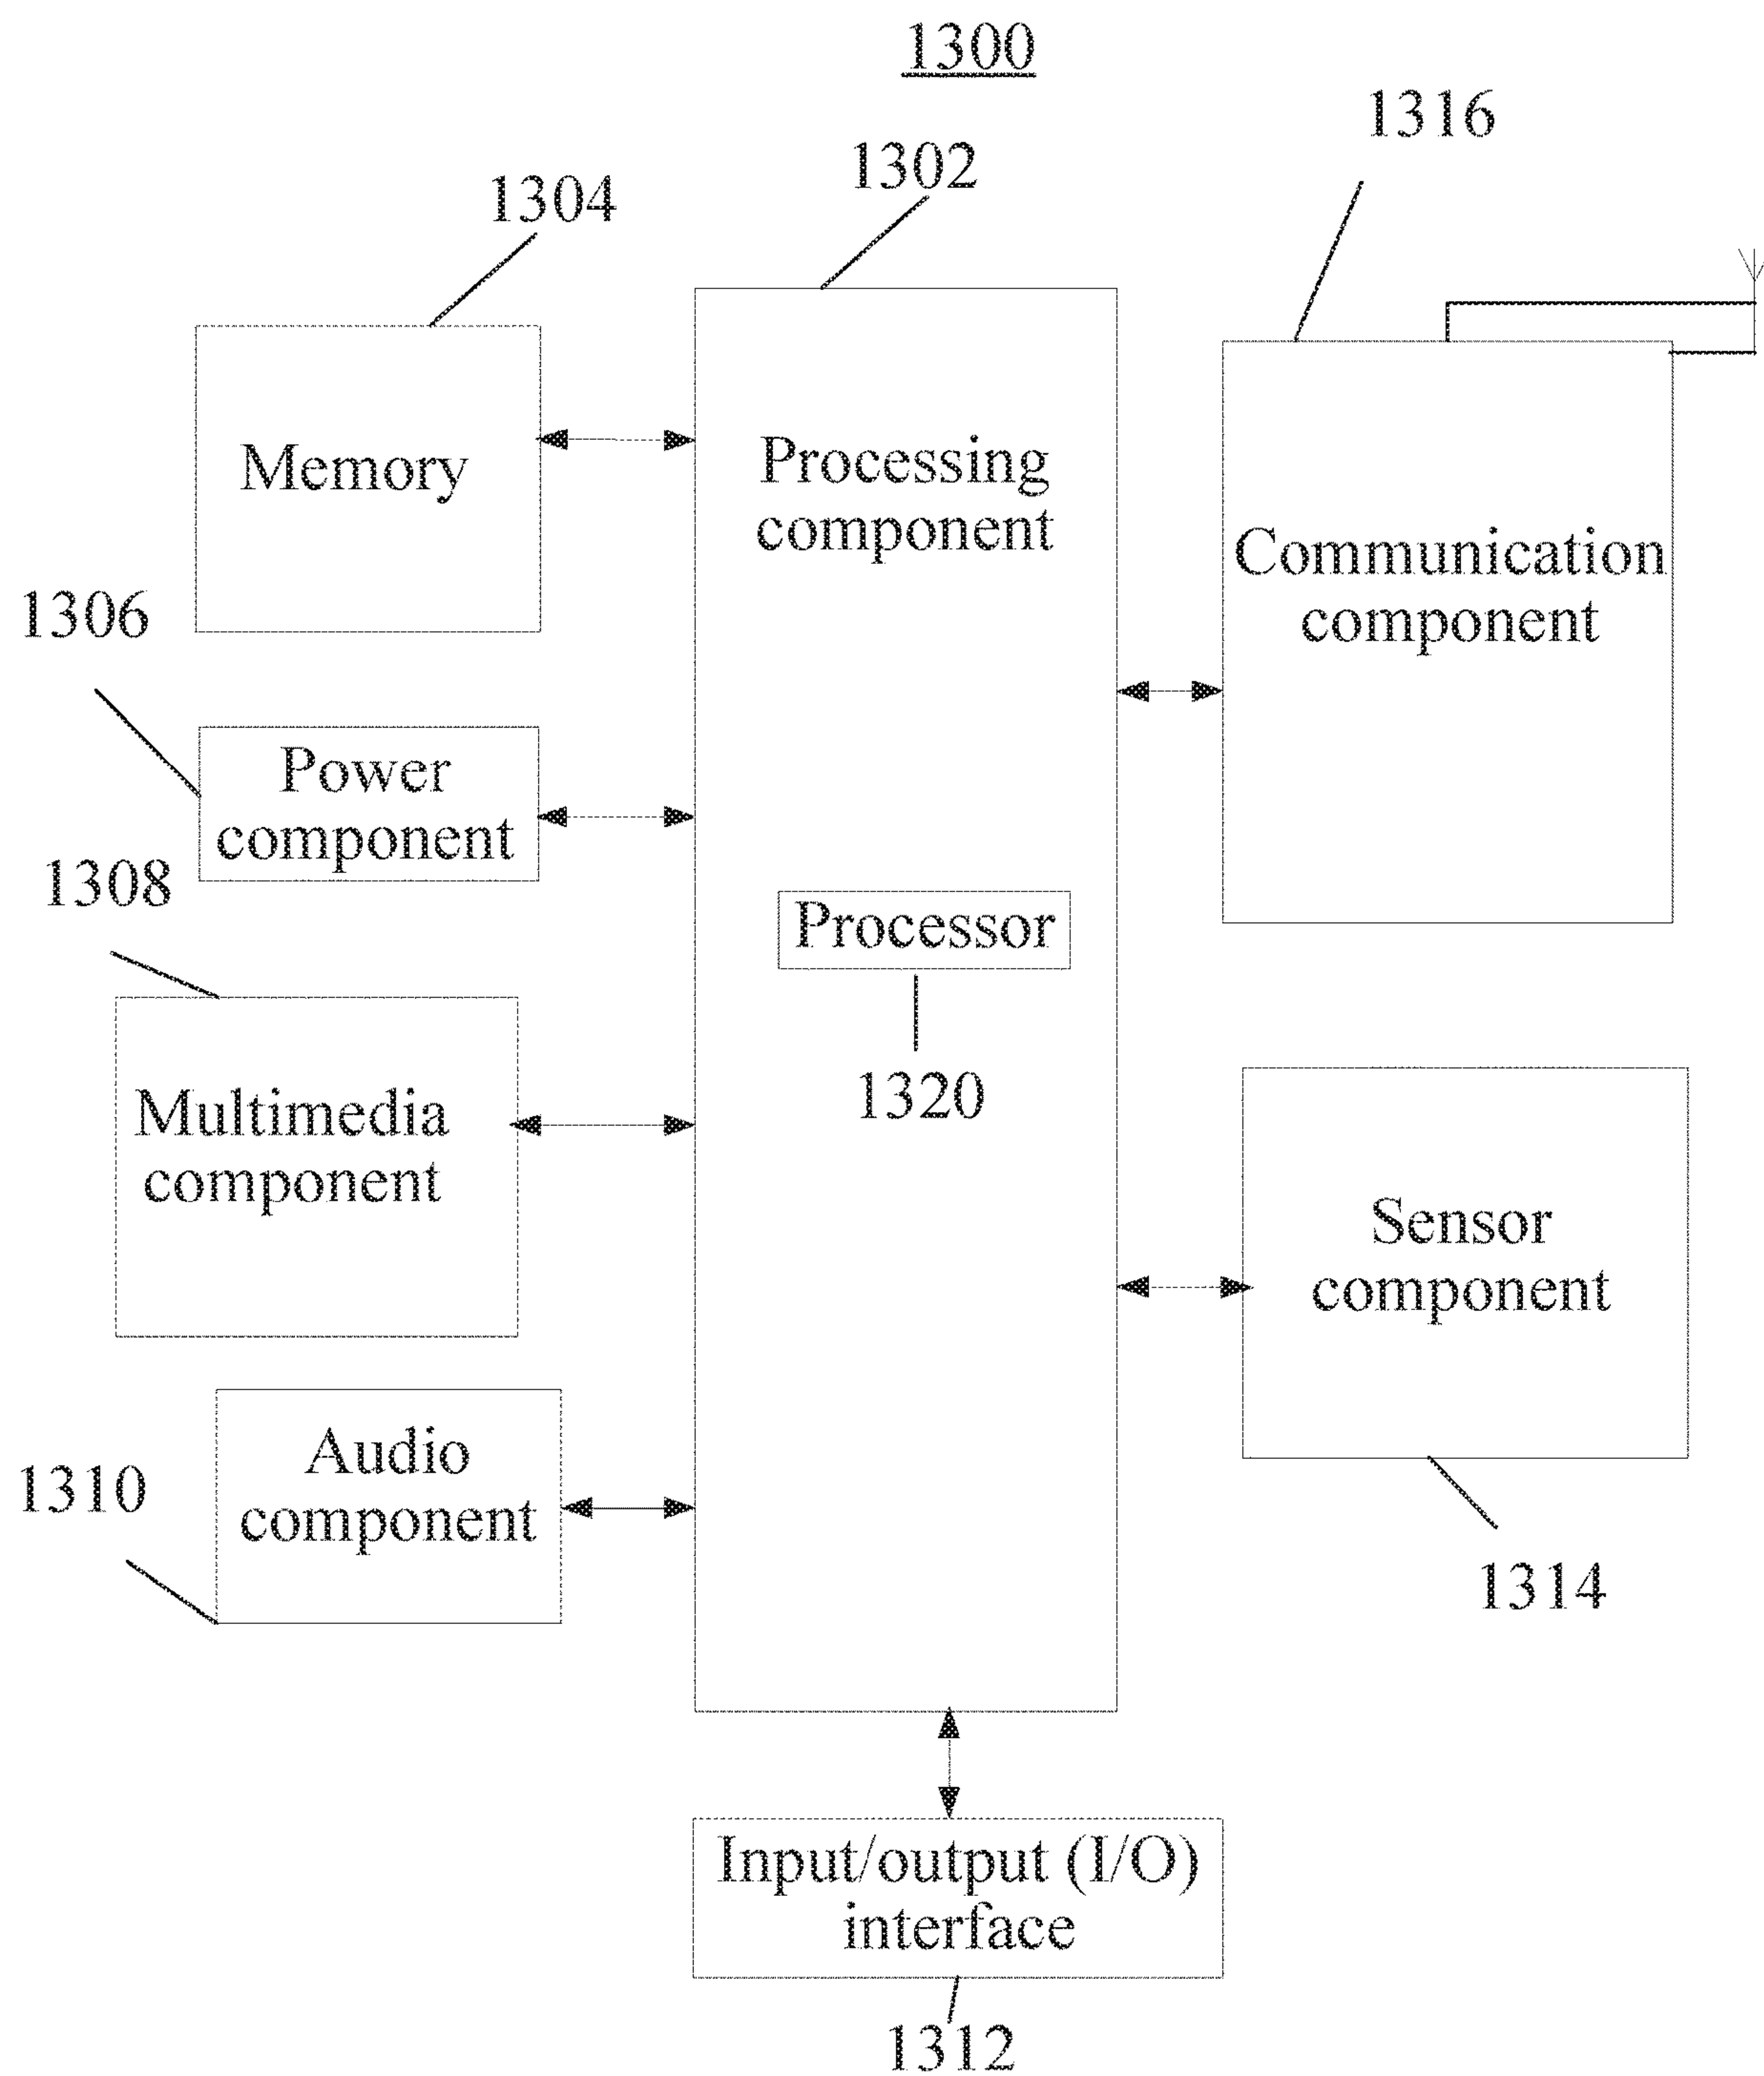 1300
1316
1302
1304
Memory
Processing
component
Communication
component
1306
Power
component
1308
Processor
1320
Multimedia
component
Sensor
component
Audio
component
1310
1314
Input/output (I/O)
interface
1312